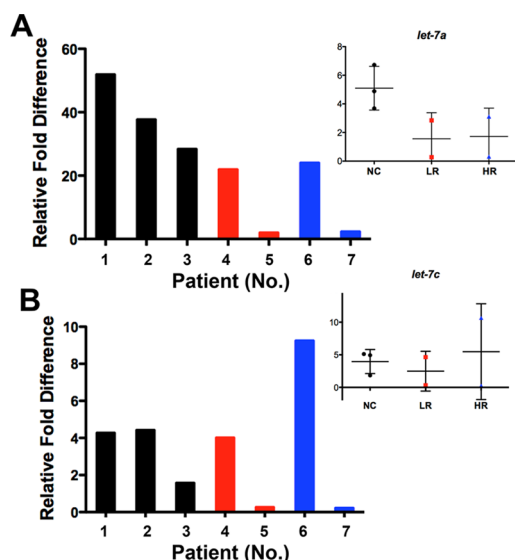 A
Relative Fold Difference
60
40
20
0
1 2 3 4 5 6 7
Patient (No.)
let-7a
8
6
4
2
0
NC LR HR
B
Relative Fold Difference
10
8
6
4
2
0
1 2 3 4 5 6 7
Patient (No.)
let-7c
10
5
0
NC LR HR